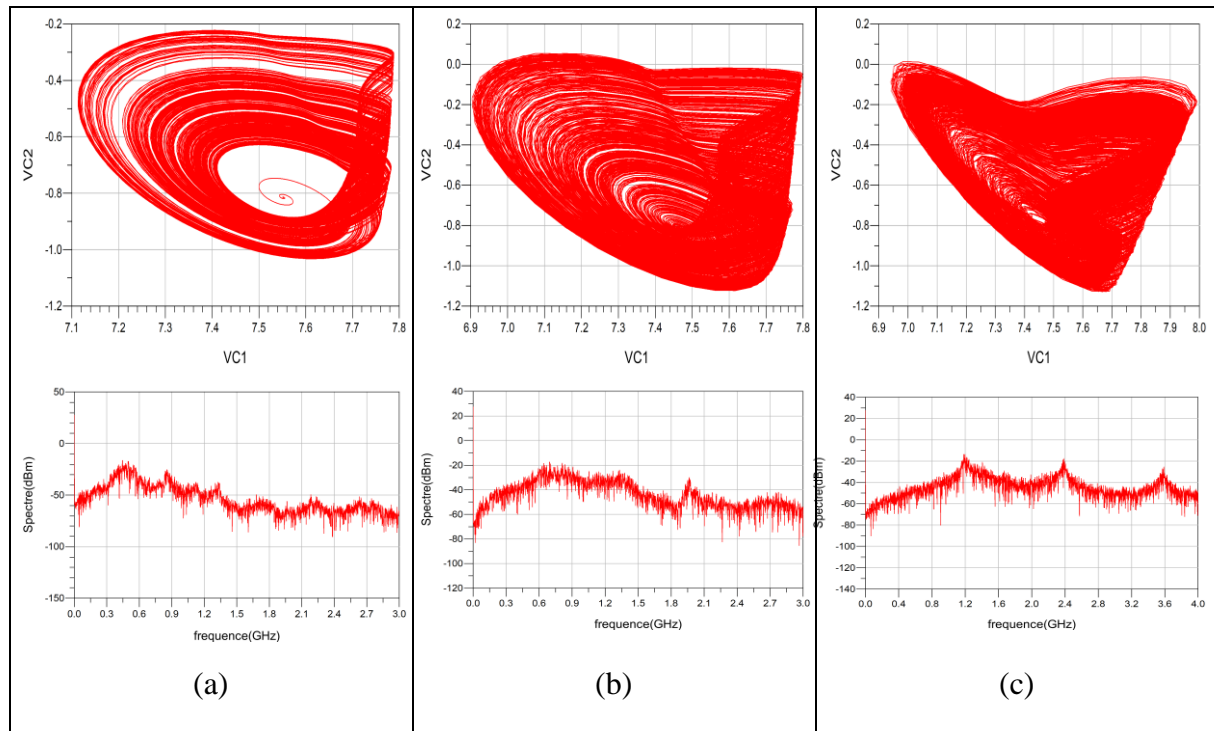 -0.2
-0.4
-0.6
-0.8
-1.0
-1.2
VC2
7.1 7.2 7.3 7.4 7.5 7.6 7.7 7.8
VC1
50
0
-50
-100
-150
Spectre(dBm)
0.0 0.3 0.6 0.9 1.2 1.5 1.8 2.1 2.4 2.7 3.0
frequence(GHz)
(a)
0.2
0.0
-0.2
-0.4
-0.6
-0.8
-1.0
-1.2
VC2
6.9 7.0 7.1 7.2 7.3 7.4 7.5 7.6 7.7 7.8
VC1
40
20
0
-20
-40
-60
-80
-100
-120
Spectre(dBm)
0.0 0.3 0.6 0.9 1.2 1.5 1.8 2.1 2.4 2.7 3.0
frequence(GHz)
(b)
0.2
0.0
-0.2
-0.4
-0.6
-0.8
-1.0
-1.2
VC2
6.9 7.0 7.1 7.2 7.3 7.4 7.5 7.6 7.7 7.8 7.9 8.0
VC1
40
20
0
-20
-40
-60
-80
-100
-120
-140
Spectre(dBm)
0.0 0.4 0.8 1.2 1.6 2.0 2.4 2.8 3.2 3.6 4.0
frequence(GHz)
(c)